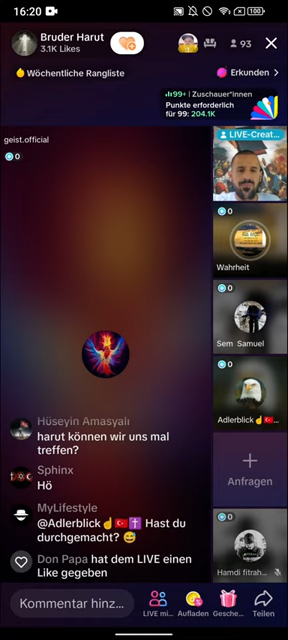 16:20
100
Bruder Harut
3.1K Likes
93
Wöchentliche Rangliste
Erkunden >
99+ | Zuschauer*innen
Punkte erforderlich
für 99: 204.1K
geist.official
0
LIVE-Creat...
0
Wahrheit
0
Sem Samuel
0
Adlerblick☝️🇹🇷...
+
Anfragen
0
Hamdi fitrah...
Hüseyin Amasyalı
harut können wir uns mal
treffen?
Sphinx
Hö
MyLifestyle
@Adlerblick☝️🇹🇷✝️ Hast du
durchgemacht? 😅
Don Papa hat dem LIVE einen
Like gegeben
Kommentar hinz...
LIVE mi...
Aufladen
Gesche...
Teilen